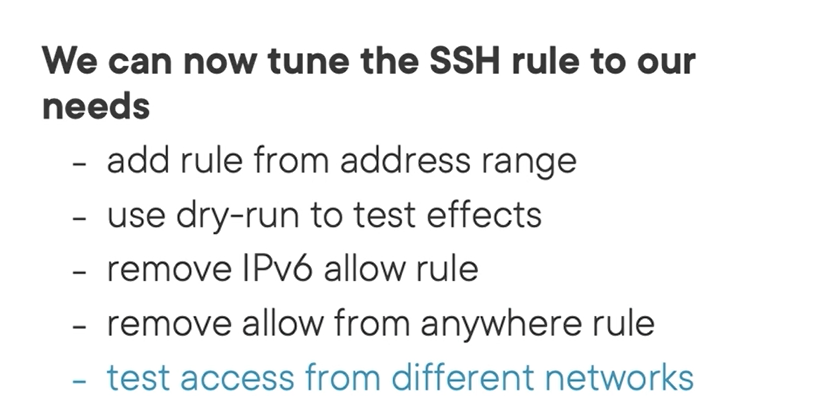 We can now tune the SSH rule to our
needs
- add rule from address range
- use dry-run to test effects
- remove IPv6 allow rule
- remove allow from anywhere rule
- test access from different networks